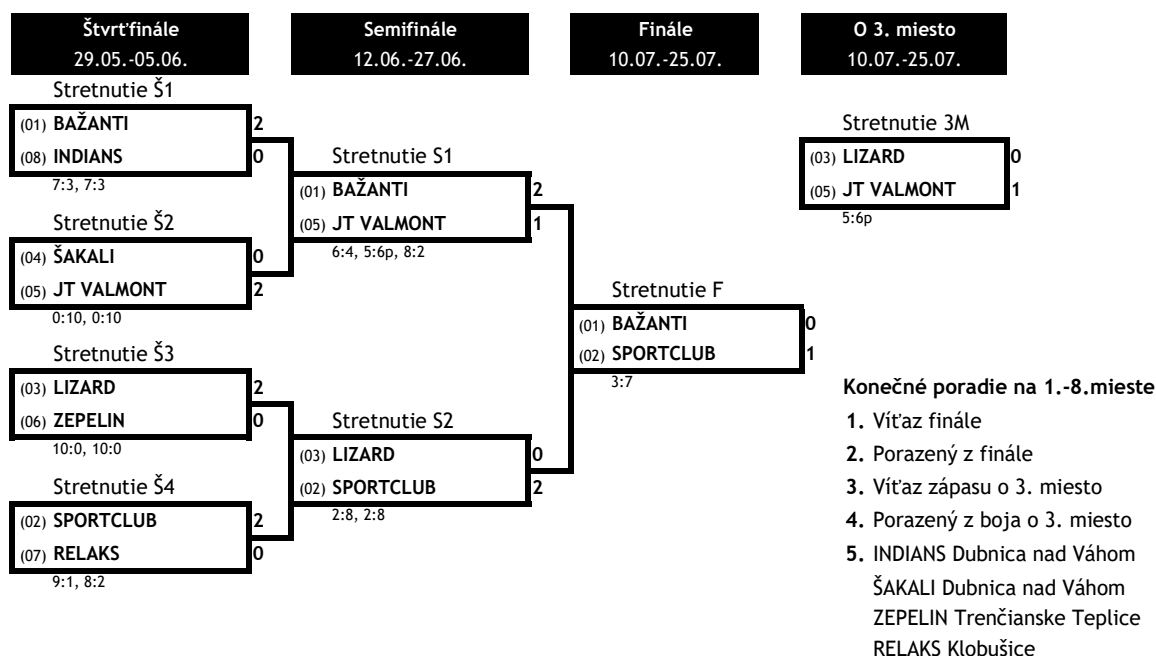 Štvrťfinále
29.05.-05.06.
Semifinále
12.06.-27.06.
Finále
10.07.-25.07.
O 3. miesto
10.07.-25.07.
Stretnutie Š1
(01) BAŽANTI 2
(08) INDIANS 0
7:3, 7:3
Stretnutie Š2
(04) ŠAKALI 0
(05) JT VALMONT 2
0:10, 0:10
Stretnutie Š3
(03) LIZARD 2
(06) ZEPELIN 0
10:0, 10:0
Stretnutie Š4
(02) SPORTCLUB 2
(07) RELAKS 0
9:1, 8:2
Stretnutie S1
(01) BAŽANTI 2
(05) JT VALMONT 1
6:4, 5:6p, 8:2
Stretnutie S2
(03) LIZARD 0
(02) SPORTCLUB 2
2:8, 2:8
Stretnutie F
(01) BAŽANTI 0
(02) SPORTCLUB 1
3:7
Stretnutie 3M
(03) LIZARD 0
(05) JT VALMONT 1
5:6p
Konečné poradie na 1.-8.mieste
1. Víťaz finále
2. Porazený z finále
3. Víťaz zápasu o 3. miesto
4. Porazený z boja o 3. miesto
5. INDIANS Dubnica nad Váhom
ŠAKALI Dubnica nad Váhom
ZEPELIN Trenčianske Teplice
RELAKS Klobušice